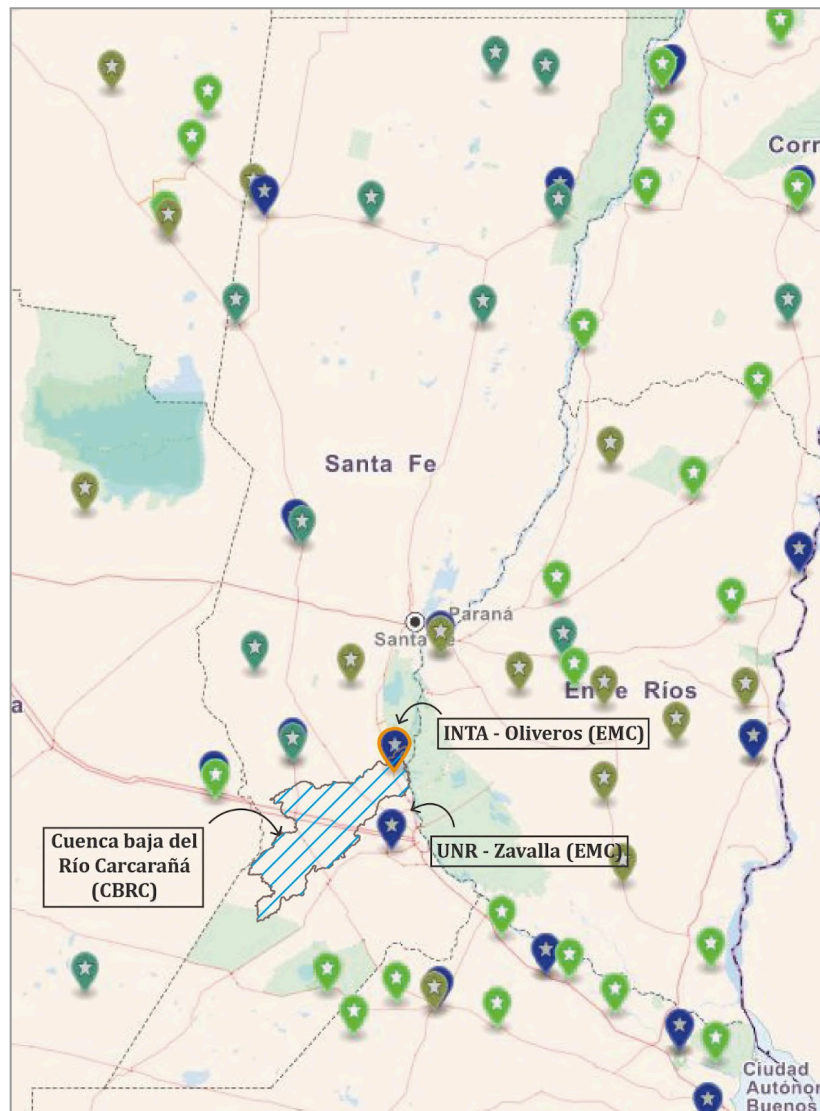 Corr
Santa Fe
Paraná
Santa Fe
Entre Ríos
a
INTA - Oliveros (EMC)
Cuenca baja del
Río Carcarañá
(CBRC)
UNR - Zavalla (EMC)
Ciudad
Autónor
Buenos